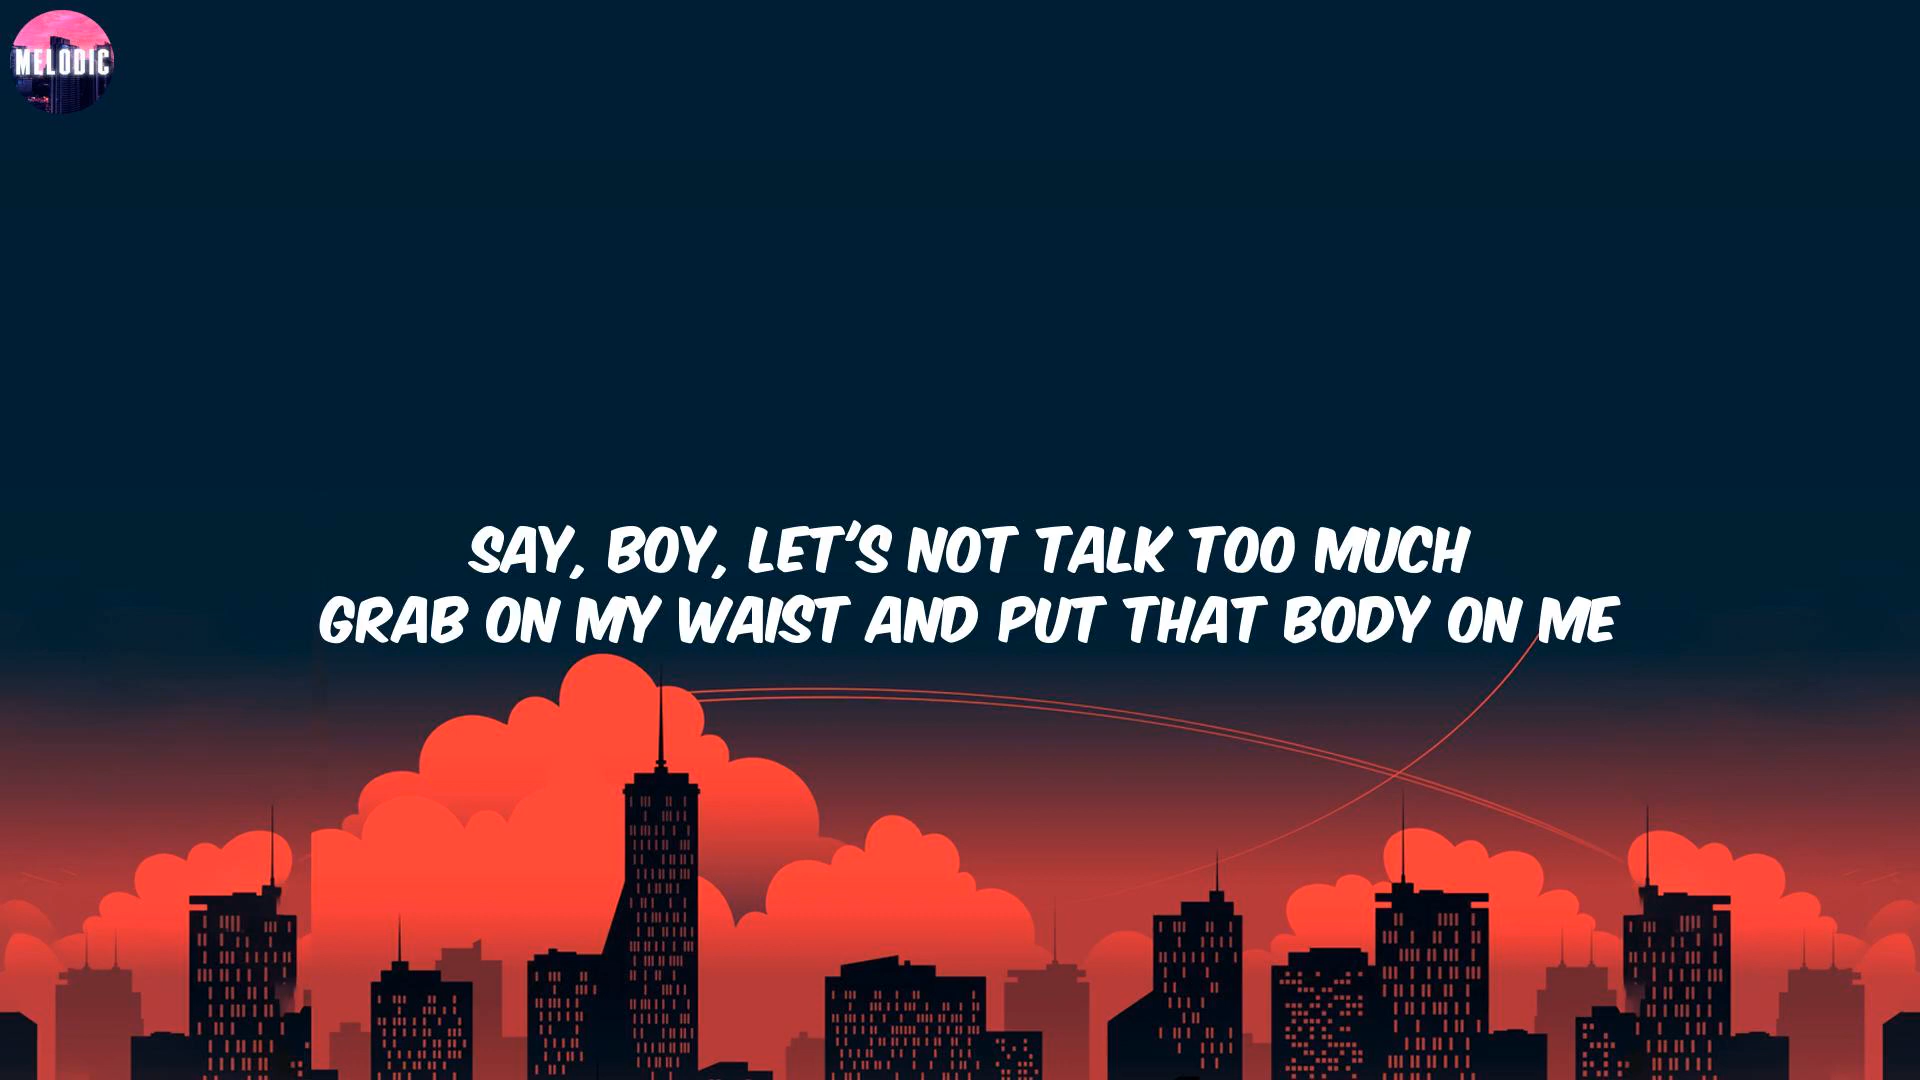 MELODIC
SAY, BOY, LET'S NOT TALK TOO MUCH
GRAB ON MY WAIST AND PUT THAT BODY ON ME